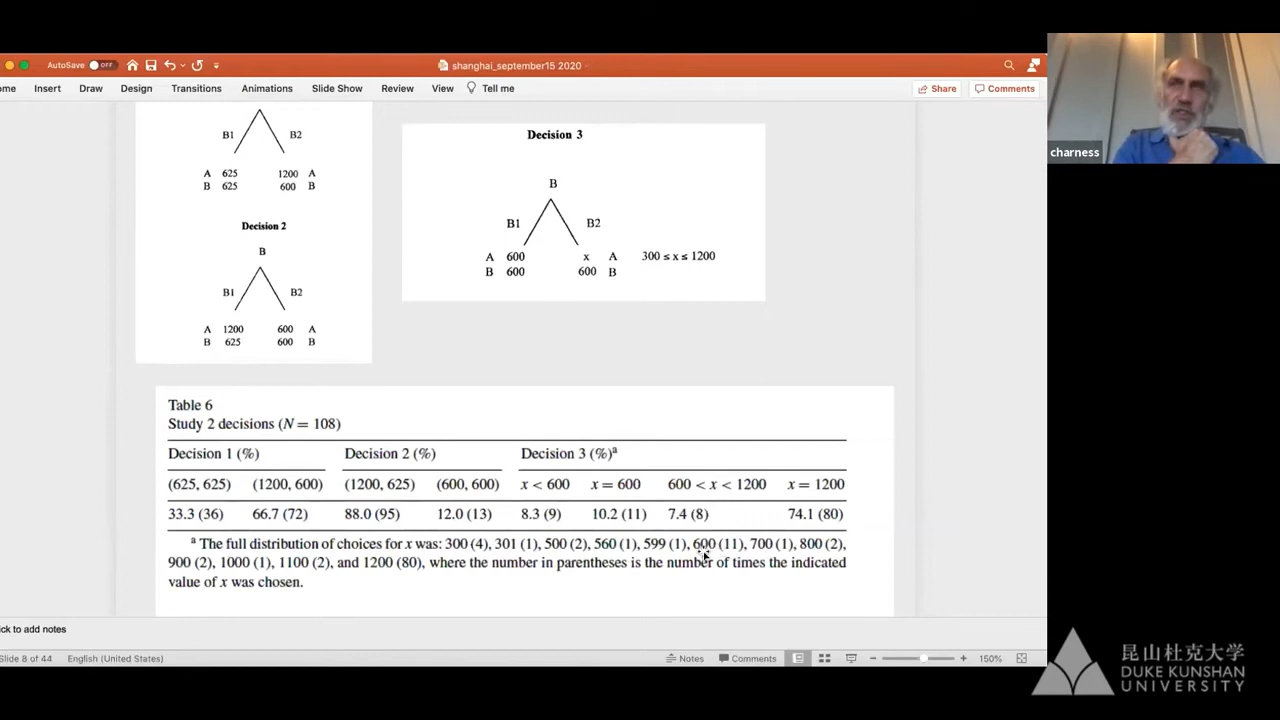 AutoSave OFF
shanghai_september15 2020
ome Insert Draw Design Transitions Animations Slide Show Review View Tell me
Share Comments
charness
B1 B2
A 625 1200 A
B 625 600 B
Decision 2
B
B1 B2
A 1200 600 A
B 625 600 B
Decision 3
B
B1 B2
A 600 x A 300 ≤ x ≤ 1200
B 600 600 B
Table 6
Study 2 decisions (N = 108)
Decision 1 (%) Decision 2 (%) Decision 3 (%)ᵃ
(625, 625) (1200, 600) (1200, 625) (600, 600) x < 600 x = 600 600 < x < 1200 x = 1200
33.3 (36) 66.7 (72) 88.0 (95) 12.0 (13) 8.3 (9) 10.2 (11) 7.4 (8) 74.1 (80)
ᵃ The full distribution of choices for x was: 300 (4), 301 (1), 500 (2), 560 (1), 599 (1), 600 (11), 700 (1), 800 (2),
900 (2), 1000 (1), 1100 (2), and 1200 (80), where the number in parentheses is the number of times the indicated
value of x was chosen.
ick to add notes
Slide 8 of 44 English (United States) Notes Comments 150%
昆山杜克大学
DUKE KUNSHAN
UNIVERSITY